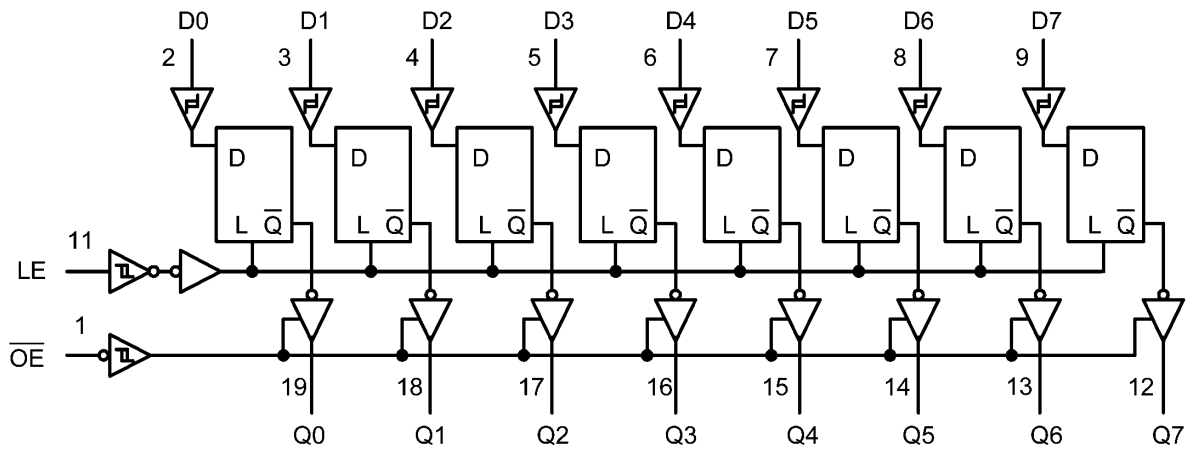 D0 D1 D2 D3 D4 D5 D6 D7
2 3 4 5 6 7 8 9
D D D D D D D D
L Q̅ L Q̅ L Q̅ L Q̅ L Q̅ L Q̅ L Q̅ L Q̅
11
LE
1
O̅E̅
19 18 17 16 15 14 13 12
Q0 Q1 Q2 Q3 Q4 Q5 Q6 Q7